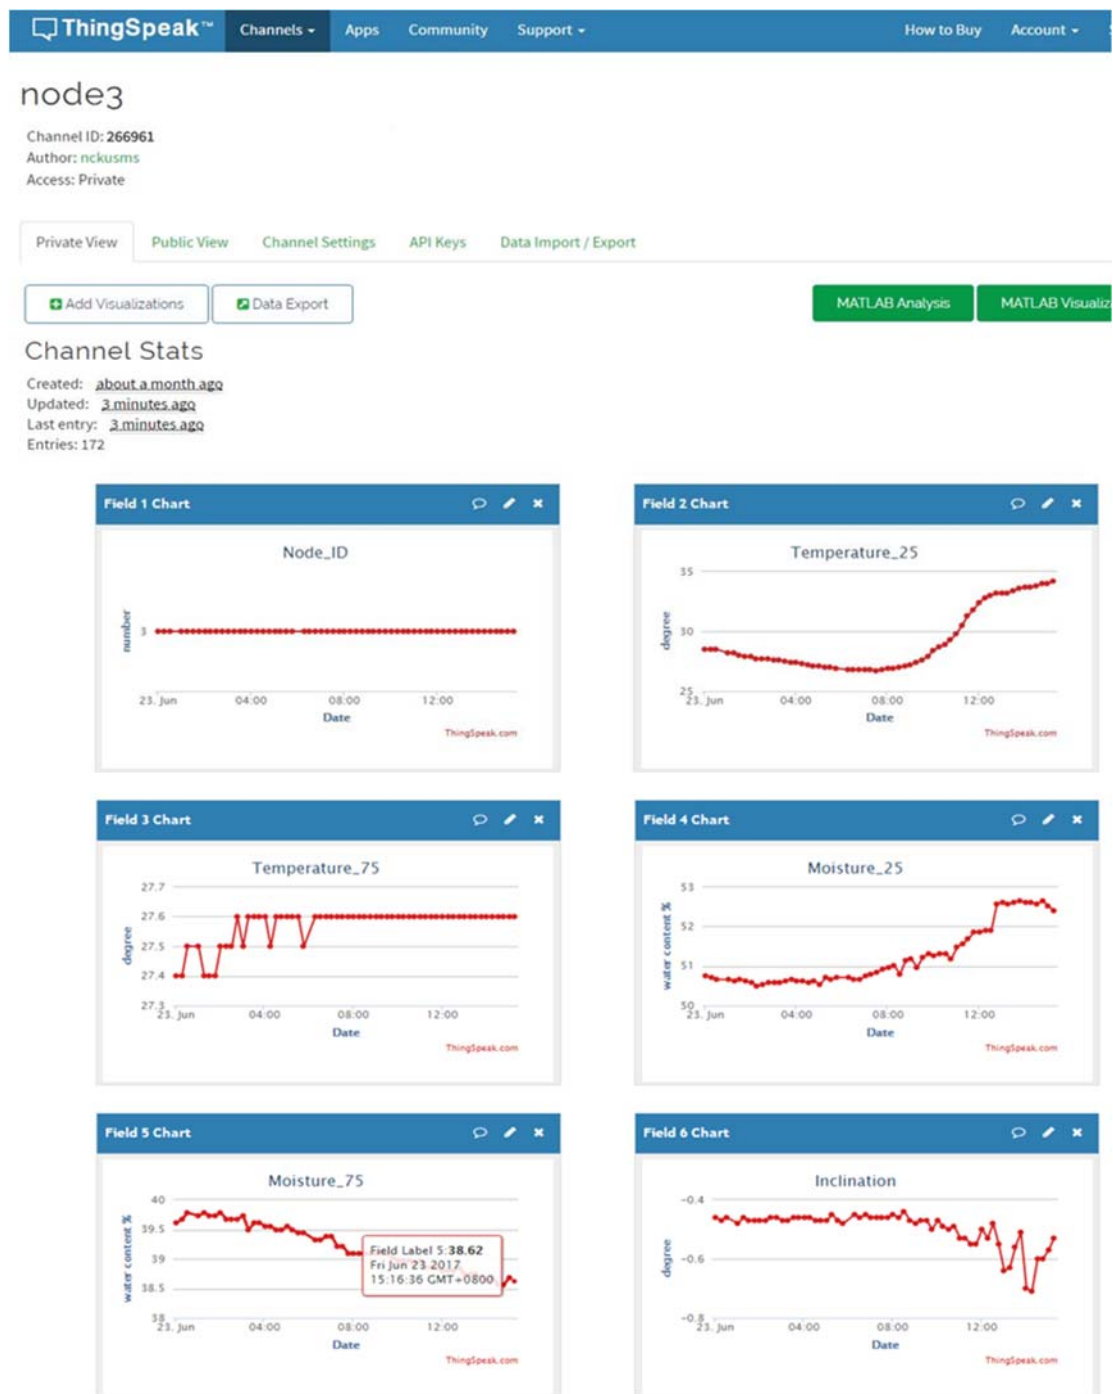 ThingSpeak™ Channels Apps Community Support How to Buy Account
node3
Channel ID: 266961
Author: nckusms
Access: Private
Private View Public View Channel Settings API Keys Data Import / Export
Add Visualizations Data Export MATLAB Analysis MATLAB Visualiz
Channel Stats
Created: about a month ago
Updated: 3 minutes ago
Last entry: 3 minutes ago
Entries: 172
Field 1 Chart
Node_ID
number
3
23. Jun 04:00 08:00 12:00
Date
ThingSpeak.com
Field 2 Chart
Temperature_25
degree
35
30
25
23. Jun 04:00 08:00 12:00
Date
ThingSpeak.com
Field 3 Chart
Temperature_75
degree
27.7
27.6
27.5
27.4
27.3
23. Jun 04:00 08:00 12:00
Date
ThingSpeak.com
Field 4 Chart
Moisture_25
water content %
53
52
51
50
23. Jun 04:00 08:00 12:00
Date
ThingSpeak.com
Field 5 Chart
Moisture_75
water content %
40
39.5
39
38.5
38
Field Label 5:38.62
Fri Jun 23 2017
15:16:36 GMT+0800
23. Jun 04:00 08:00 12:00
Date
ThingSpeak.com
Field 6 Chart
Inclination
degree
-0.4
-0.6
-0.8
23. Jun 04:00 08:00 12:00
Date
ThingSpeak.com